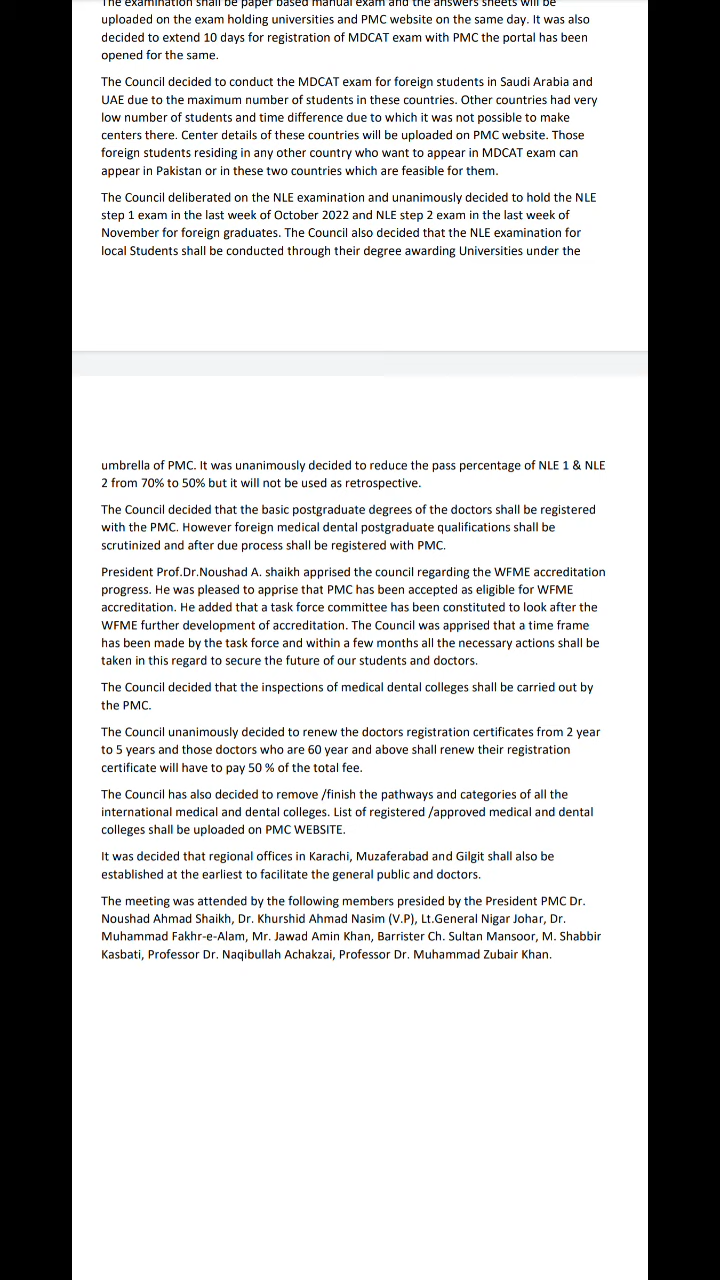 The examination shall be paper based manual exam and the answers sheets will be
uploaded on the exam holding universities and PMC website on the same day. It was also
decided to extend 10 days for registration of MDCAT exam with PMC the portal has been
opened for the same.
The Council decided to conduct the MDCAT exam for foreign students in Saudi Arabia and
UAE due to the maximum number of students in these countries. Other countries had very
low number of students and time difference due to which it was not possible to make
centers there. Center details of these countries will be uploaded on PMC website. Those
foreign students residing in any other country who want to appear in MDCAT exam can
appear in Pakistan or in these two countries which are feasible for them.
The Council deliberated on the NLE examination and unanimously decided to hold the NLE
step 1 exam in the last week of October 2022 and NLE step 2 exam in the last week of
November for foreign graduates. The Council also decided that the NLE examination for
local Students shall be conducted through their degree awarding Universities under the
umbrella of PMC. It was unanimously decided to reduce the pass percentage of NLE 1 & NLE
2 from 70% to 50% but it will not be used as retrospective.
The Council decided that the basic postgraduate degrees of the doctors shall be registered
with the PMC. However foreign medical dental postgraduate qualifications shall be
scrutinized and after due process shall be registered with PMC.
President Prof.Dr.Noushad A. shaikh apprised the council regarding the WFME accreditation
progress. He was pleased to apprise that PMC has been accepted as eligible for WFME
accreditation. He added that a task force committee has been constituted to look after the
WFME further development of accreditation. The Council was apprised that a time frame
has been made by the task force and within a few months all the necessary actions shall be
taken in this regard to secure the future of our students and doctors.
The Council decided that the inspections of medical dental colleges shall be carried out by
the PMC.
The Council unanimously decided to renew the doctors registration certificates from 2 year
to 5 years and those doctors who are 60 year and above shall renew their registration
certificate will have to pay 50 % of the total fee.
The Council has also decided to remove /finish the pathways and categories of all the
international medical and dental colleges. List of registered /approved medical and dental
colleges shall be uploaded on PMC WEBSITE.
It was decided that regional offices in Karachi, Muzaferabad and Gilgit shall also be
established at the earliest to facilitate the general public and doctors.
The meeting was attended by the following members presided by the President PMC Dr.
Noushad Ahmad Shaikh, Dr. Khurshid Ahmad Nasim (V.P), Lt.General Nigar Johar, Dr.
Muhammad Fakhr-e-Alam, Mr. Jawad Amin Khan, Barrister Ch. Sultan Mansoor, M. Shabbir
Kasbati, Professor Dr. Naqibullah Achakzai, Professor Dr. Muhammad Zubair Khan.